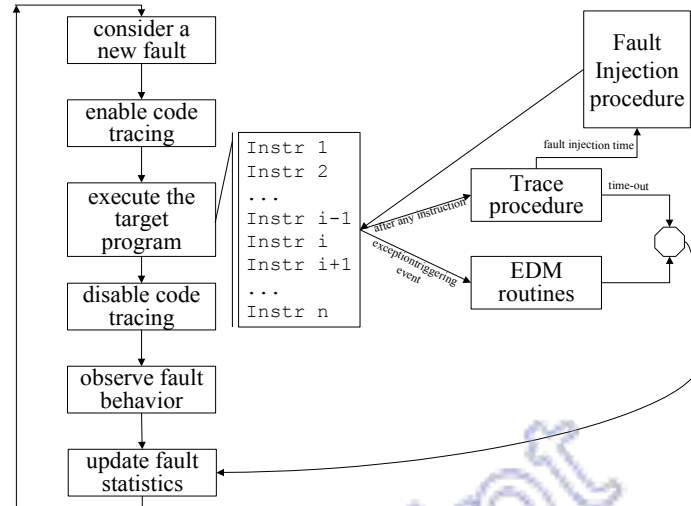 consider a
new fault
enable code
tracing
execute the
target
program
disable code
tracing
observe fault
behavior
update fault
statistics
Instr 1
Instr 2
...
Instr i-1
Instr i
Instr i+1
...
Instr n
after any instruction
exceptiontriggering
event
Fault
Injection
procedure
fault injection time
Trace
procedure
time-out
EDM
routines